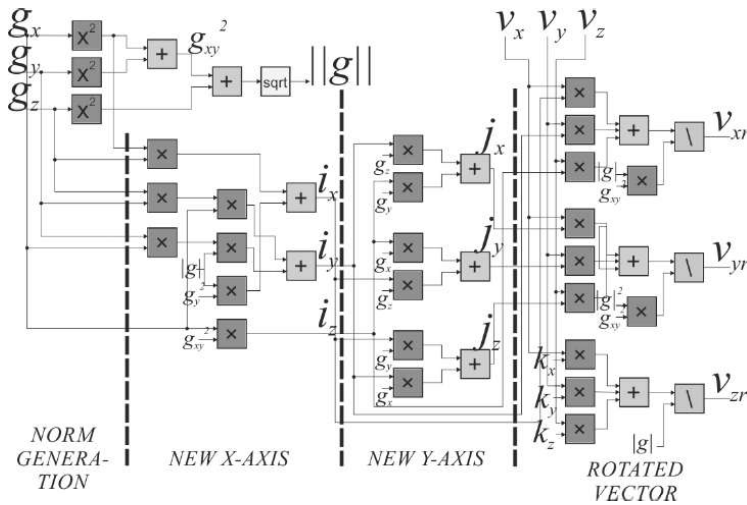 g_x
g_y
g_z
X²
X²
X²
+
g_xy²
+
sqrt
||g||
v_x
v_y
v_z
×
×
×
×
×
×
×
|g|
g_y²
g_xy²
+
+
i_x
i_y
i_z
g_z
×
g_y
×
+
j_x
g_x
×
g_z
×
+
j_y
g_y
×
g_x
×
+
j_z
×
×
×
+
|g|
g_xy²
×
\
v_xr
×
×
×
+
|g|²
g_xy²
×
\
v_yr
k_x
×
k_y
×
k_z
×
+
|g|
\
v_zr
NORM
GENERA-
TION
NEW X-AXIS
NEW Y-AXIS
ROTATED
VECTOR